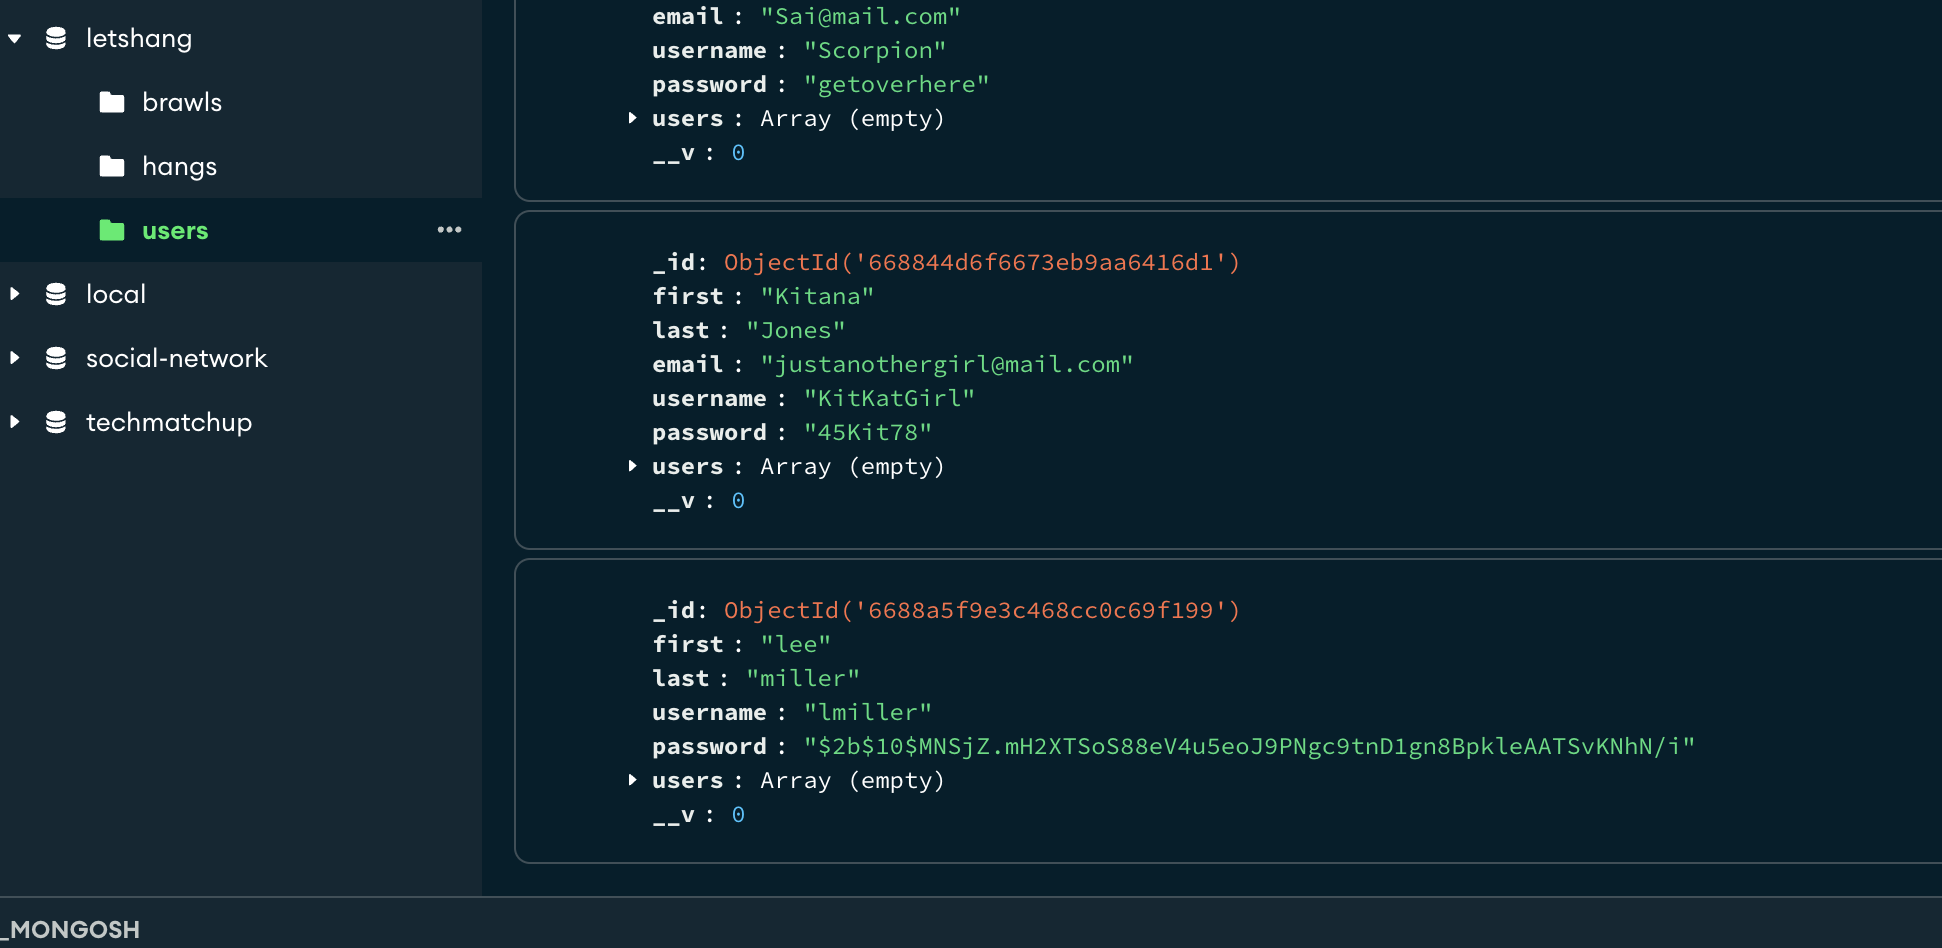 letshang
brawls
hangs
users
local
social-network
techmatchup
email : "Sai@mail.com"
username : "Scorpion"
password : "getoverhere"
users : Array (empty)
__v : 0
_id: ObjectId('668844d6f6673eb9aa6416d1')
first : "Kitana"
last : "Jones"
email : "justanothergirl@mail.com"
username : "KitKatGirl"
password : "45Kit78"
users : Array (empty)
__v : 0
_id: ObjectId('6688a5f9e3c468cc0c69f199')
first : "lee"
last : "miller"
username : "lmiller"
password : "$2b$10$MNSjZ.mH2XTSoS88eV4u5eoJ9PNgc9tnD1gn8BpkleAATSvKNhN/i"
users : Array (empty)
__v : 0
_MONGOSH